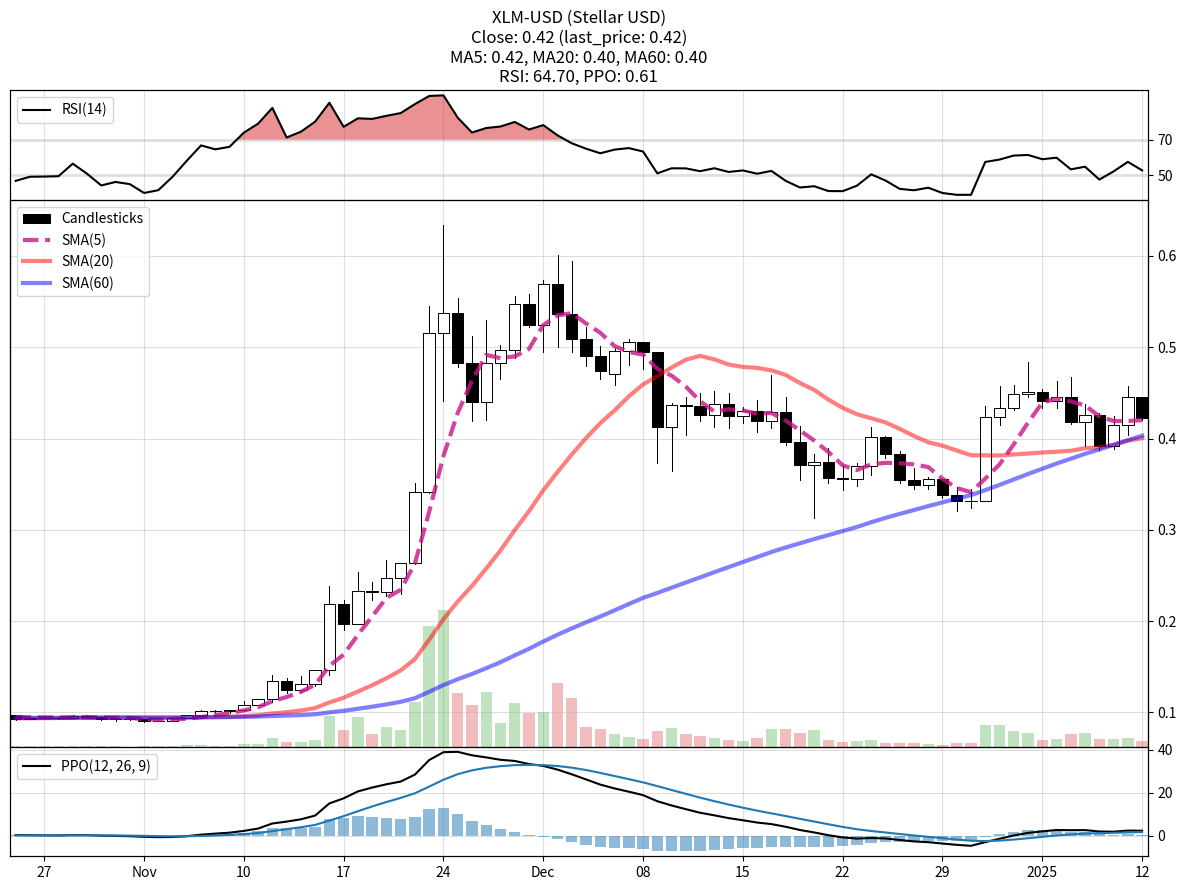 XLM-USD (Stellar USD)
Close: 0.42 (last_price: 0.42)
MA5: 0.42, MA20: 0.40, MA60: 0.40
RSI: 64.70, PPO: 0.61
RSI(14)
70
50
Candlesticks
SMA(5)
SMA(20)
SMA(60)
0.6
0.5
0.4
0.3
0.2
0.1
PPO(12, 26, 9)
40
20
0
27 Nov 10 17 24 Dec 08 15 22 29 2025 12